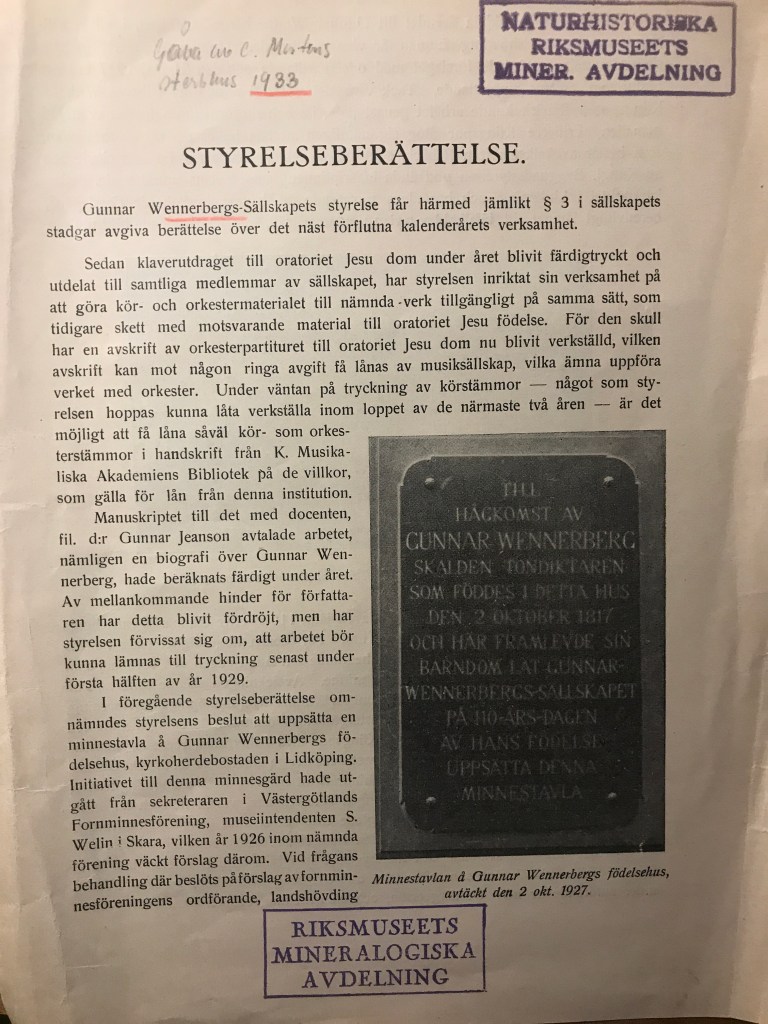 Gåva av C. Mortens
sterbhus 1933
NATURHISTORISKA
RIKSMUSEETS
MINER. AVDELNING
STYRELSEBERÄTTELSE.
Gunnar Wennerbergs-Sällskapets styrelse får härmed jämlikt § 3 i sällskapets
stadgar avgiva berättelse över det näst förflutna kalenderårets verksamhet.
Sedan klaverutdraget till oratoriet Jesu dom under året blivit färdigtryckt och
utdelat till samtliga medlemmar av sällskapet, har styrelsen inriktat sin verksamhet på
att göra kör- och orkestermaterialet till nämnda verk tillgängligt på samma sätt, som
tidigare skett med motsvarande material till oratoriet Jesu födelse. För den skull
har en avskrift av orkesterpartituret till oratoriet Jesu dom nu blivit verkställd, vilken
avskrift kan mot någon ringa avgift få lånas av musiksällskap, vilka ämna uppföra
verket med orkester. Under väntan på tryckning av körstämmor — något som sty-
relsen hoppas kunna låta verkställa inom loppet av de närmaste två åren — är det
möjligt att få låna såväl kör- som orkes-
terstämmor i handskrift från K. Musika-
liska Akademiens Bibliotek på de villkor,
som gälla för lån från denna institution.
Manuskriptet till det med docenten,
fil. d:r Gunnar Jeanson avtalade arbetet,
nämligen en biografi över Gunnar Wen-
nerberg, hade beräknats färdigt under året.
Av mellankommande hinder för författa-
ren har detta blivit fördröjt, men har
styrelsen förvissat sig om, att arbetet bör
kunna lämnas till tryckning senast under
första hälften av år 1929.
I föregående styrelseberättelse om-
nämndes styrelsens beslut att uppsätta en
minnestavla å Gunnar Wennerbergs fö-
delsehus, kyrkoherdebostaden i Lidköping.
Initiativet till denna minnesgärd hade ut-
gått från sekreteraren i Västergötlands
Fornminnesförening, museiintendenten S.
Welin i Skara, vilken år 1926 inom nämnda
förening väckt förslag därom. Vid frågans
behandling där beslöts på förslag av fornmin-
nesföreningens ordförande, landshövding
TILL
HÅGKOMST AV
GUNNAR WENNERBERG
SKALDEN TONDIKTAREN
SOM FÖDDES I DETTA HUS
DEN 2 OKTOBER 1817
OCH HÄR FRAMLEVDE SIN
BARNDOM LÄT GUNNAR-
WENNERBERGS-SÄLLSKAPET
PÅ 110-ÅRS-DAGEN
AV HANS FÖDELSE
UPPSÄTTA DENNA
MINNESTAVLA
Minnestavlan å Gunnar Wennerbergs födelsehus,
avtäckt den 2 okt. 1927.
RIKSMUSEETS
MINERALOGISKA
AVDELNING